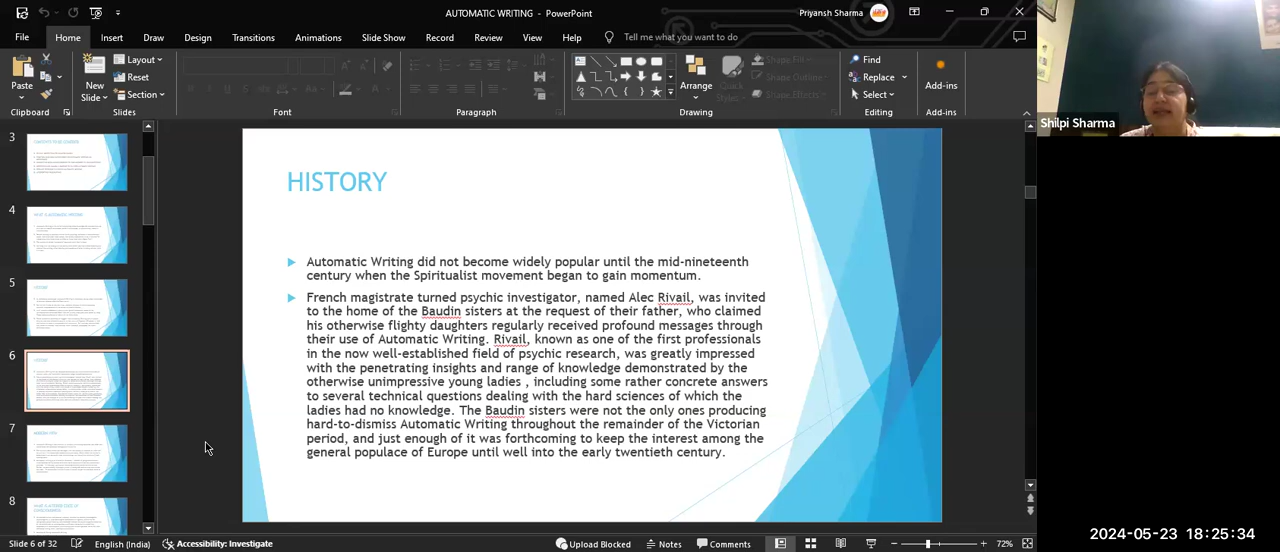 AUTOMATIC WRITING - PowerPoint
Priyansh Sharma
File Home Insert Draw Design Transitions Animations Slide Show Record Review View Help Tell me what you want to do
Paste
New
Slide
Layout
Reset
Section
Arrange
Quick
Styles
Shape Fill
Shape Outline
Shape Effects
Find
Replace
Select
Add-ins
Clipboard Slides Font Paragraph Drawing Editing Add-ins
Shilpi Sharma
3
4
5
6
7
8
HISTORY
Automatic Writing did not become widely popular until the mid-nineteenth
century when the Spiritualist movement began to gain momentum.
French magistrate turned psychic investigator, named Alec Rivail, was invited
to the home of the Baudin sisters at the request of their father, who claimed
his otherwise flighty daughters regularly received profound messages through
their use of Automatic Writing. Rivail, known as one of the first professionals
in the now well-established field of psychic research, was greatly impressed
with the penetrating insights and range of knowledge demonstrated by the
otherwise unimpressive young ladies , including some rather concrete answers
to several technical questions dealing with the hard sciences of which the
ladies had no knowledge. The Baudin sisters were not the only ones producing
hard-to-dismiss Automatic Writing throughout the remainder of the Victorian
period, and just enough of it was forthcoming to keep the interest among the
general populace of Europe until well into the early twentieth century.
Slide 6 of 32 English (India) Accessibility: Investigate Upload Blocked Notes Comments 72%
2024-05-23 18:25:34